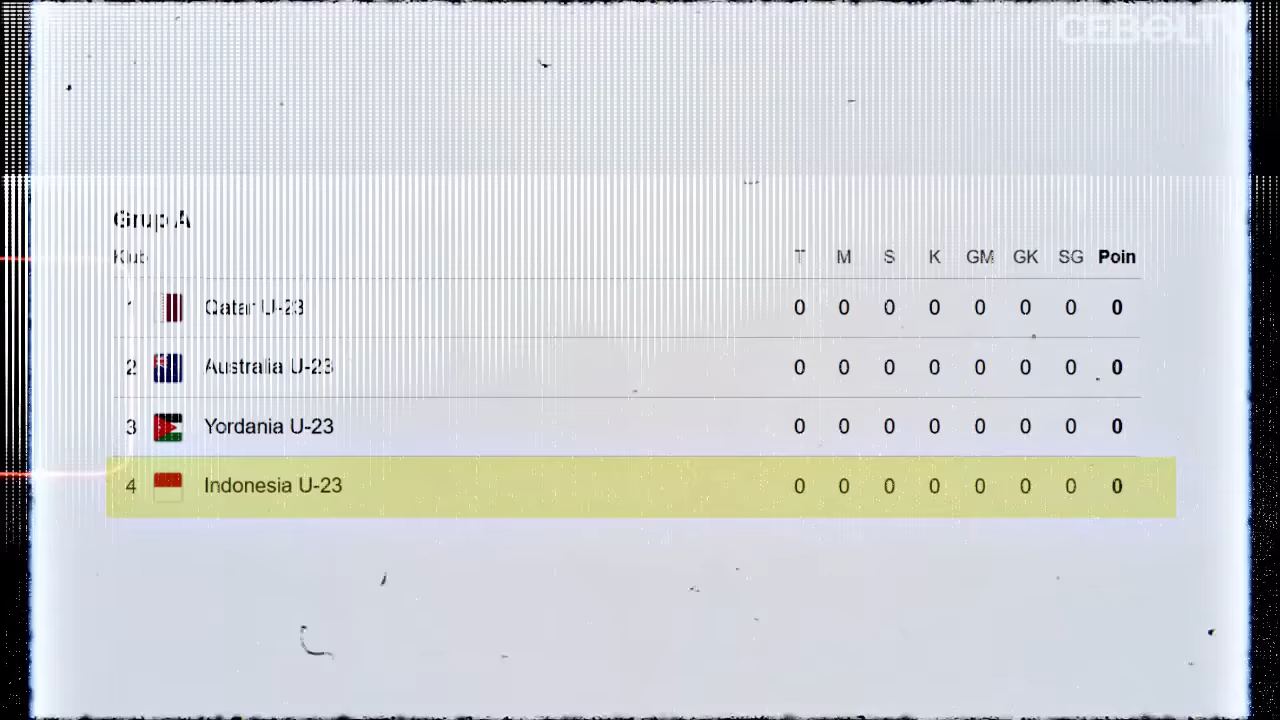 CEBOLTV
Grup A
Klub T M S K GM GK SG Poin
1 Qatar U-23 0 0 0 0 0 0 0 0
2 Australia U-23 0 0 0 0 0 0 0 0
3 Yordania U-23 0 0 0 0 0 0 0 0
4 Indonesia U-23 0 0 0 0 0 0 0 0